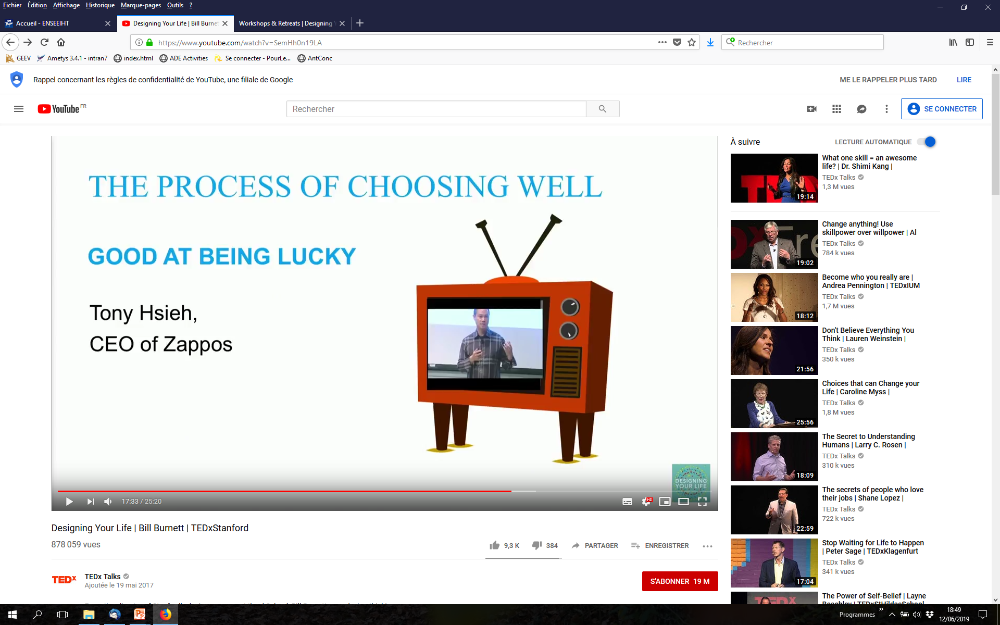 Fichier Édition Affichage Historique Marque-pages Outils ?
Accueil - ENSEEIHT
Designing Your Life | Bill Burnet
Workshops & Retreats | Designing
https://www.youtube.com/watch?v=SemHh0n19LA
Rechercher
GEEV Ametys 3.4.1 - intran7 index.html ADE Activities Se connecter - PourLe... AntConc
Rappel concernant les règles de confidentialité de YouTube, une filiale de Google
ME LE RAPPELER PLUS TARD LIRE
YouTube FR
Rechercher
SE CONNECTER
THE PROCESS OF CHOOSING WELL
GOOD AT BEING LUCKY
Tony Hsieh,
CEO of Zappos
DESIGNING
YOUR LIFE
17:33 / 25:20
HD
Designing Your Life | Bill Burnett | TEDxStanford
878 059 vues
9,3 K 384 PARTAGER ENREGISTRER
TEDx
TEDx Talks
Ajoutée le 19 mai 2017
S'ABONNER 19 M
À suivre
LECTURE AUTOMATIQUE
19:14
What one skill = an awesome
life? | Dr. Shimi Kang |
TEDx Talks
1,3 M vues
19:02
Change anything! Use
skillpower over willpower | Al
TEDx Talks
784 k vues
18:12
Become who you really are |
Andrea Pennington | TEDxIUM
TEDx Talks
1,7 M vues
21:56
Don't Believe Everything You
Think | Lauren Weinstein |
TEDx Talks
350 k vues
25:56
Choices that can Change your
Life | Caroline Myss |
TEDx Talks
1,8 M vues
18:09
The Secret to Understanding
Humans | Larry C. Rosen |
TEDx Talks
310 k vues
22:59
The secrets of people who love
their jobs | Shane Lopez |
TEDx Talks
722 k vues
17:04
Stop Waiting for Life to Happen
| Peter Sage | TEDxKlagenfurt
TEDx Talks
341 k vues
The Power of Self-Belief | Layne
Programmes
18:49
12/06/2019